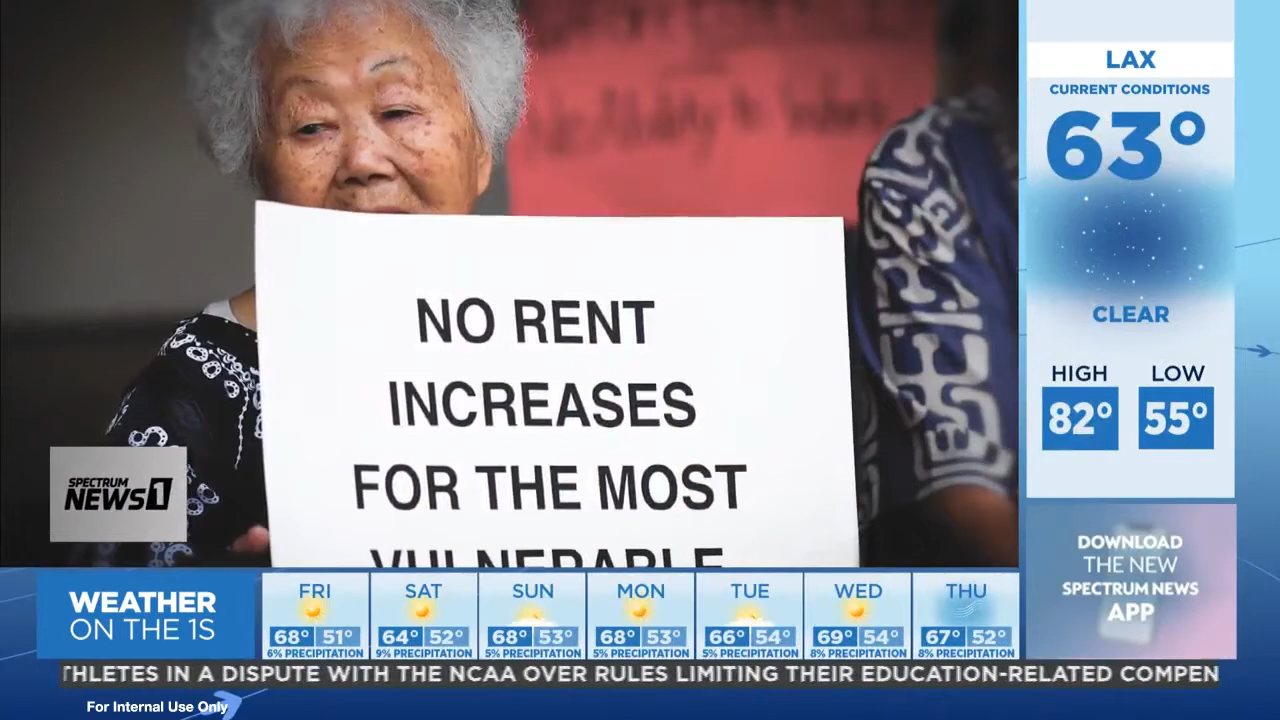 NO RENT
INCREASES
FOR THE MOST
VULNERABLE
SPECTRUM
NEWS1
LAX
CURRENT CONDITIONS
63°
CLEAR
HIGH LOW
82° 55°
DOWNLOAD
THE NEW
SPECTRUM NEWS
APP
WEATHER
ON THE 1S
FRI SAT SUN MON TUE WED THU
68° 51° 64° 52° 68° 53° 68° 53° 66° 54° 69° 54° 67° 52°
6% PRECIPITATION 9% PRECIPITATION 5% PRECIPITATION 5% PRECIPITATION 5% PRECIPITATION 8% PRECIPITATION 8% PRECIPITATION
THLETES IN A DISPUTE WITH THE NCAA OVER RULES LIMITING THEIR EDUCATION-RELATED COMPEN
For Internal Use Only